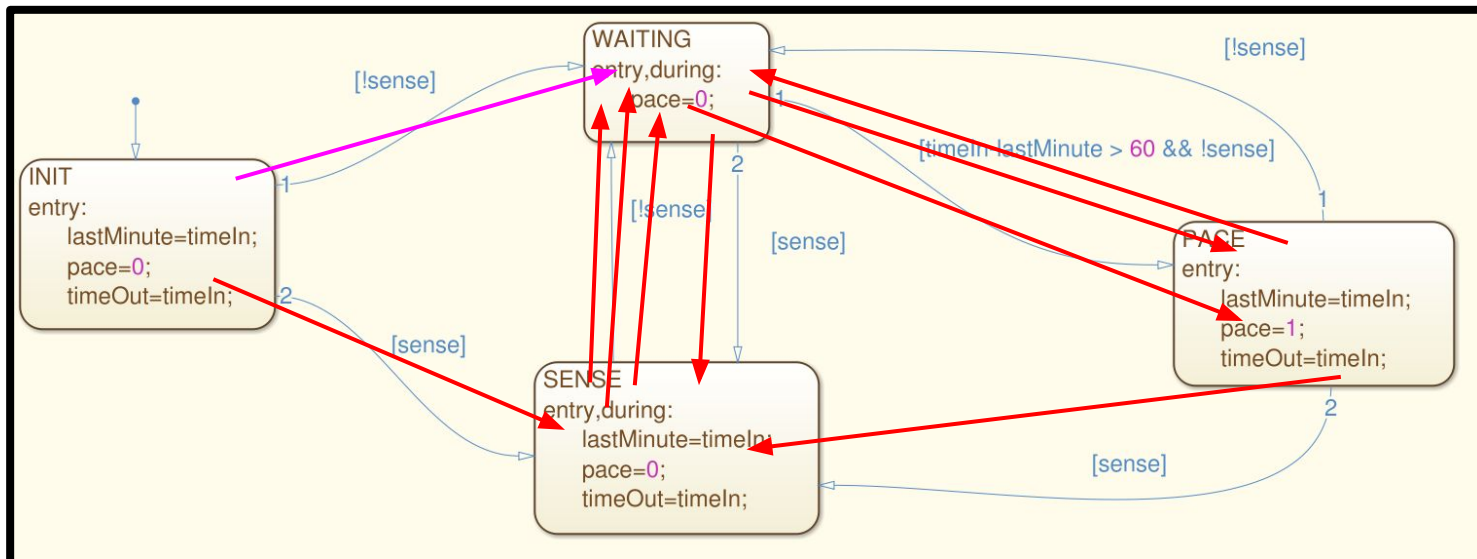 WAITING
entry,during:
pace=0;
[!sense]
[!sense]
1
[timeIn-lastMinute > 60 && !sense]
2
INIT
entry:
lastMinute=timeIn;
pace=0;
timeOut=timeIn;
1
2
[!sense]
[sense]
1
PACE
entry:
lastMinute=timeIn;
pace=1;
timeOut=timeIn;
2
[sense]
SENSE
entry,during:
lastMinute=timeIn;
pace=0;
timeOut=timeIn;
[sense]